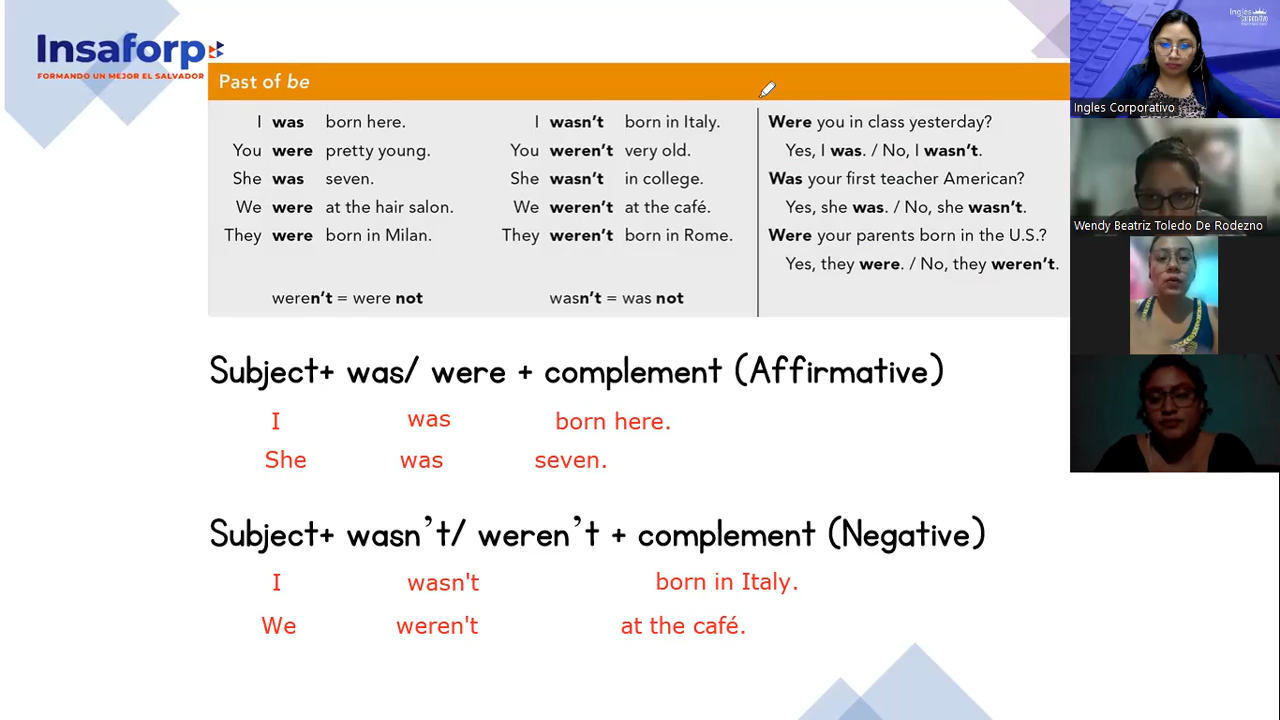 Insaforp
FORMANDO UN MEJOR EL SALVADOR
Past of be
I was born here.
You were pretty young.
She was seven.
We were at the hair salon.
They were born in Milan.
weren't = were not
I wasn't born in Italy.
You weren't very old.
She wasn't in college.
We weren't at the café.
They weren't born in Rome.
wasn't = was not
Were you in class yesterday?
Yes, I was. / No, I wasn't.
Was your first teacher American?
Yes, she was. / No, she wasn't.
Were your parents born in the U.S.?
Yes, they were. / No, they weren't.
Subject+ was/ were + complement (Affirmative)
I was born here.
She was seven.
Subject+ wasn't/ weren't + complement (Negative)
I wasn't born in Italy.
We weren't at the café.
Ingles Corporativo
Wendy Beatriz Toledo De Rodezno